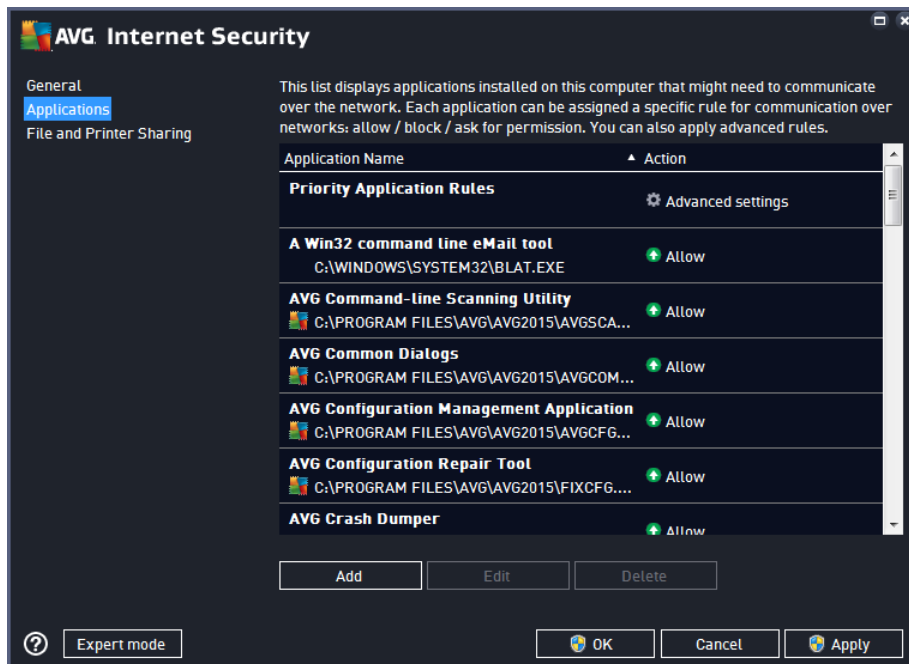 AVG Internet Security
General
Applications
File and Printer Sharing
This list displays applications installed on this computer that might need to communicate
over the network. Each application can be assigned a specific rule for communication over
networks: allow / block / ask for permission. You can also apply advanced rules.
Application Name Action
Priority Application Rules
Advanced settings
A Win32 command line eMail tool
C:\WINDOWS\SYSTEM32\BLAT.EXE
Allow
AVG Command-line Scanning Utility
C:\PROGRAM FILES\AVG\AVG2015\AVGSCA...
Allow
AVG Common Dialogs
C:\PROGRAM FILES\AVG\AVG2015\AVGCOM...
Allow
AVG Configuration Management Application
C:\PROGRAM FILES\AVG\AVG2015\AVGCFG...
Allow
AVG Configuration Repair Tool
C:\PROGRAM FILES\AVG\AVG2015\FIXCFG....
Allow
AVG Crash Dumper
Allow
Add Edit Delete
? Expert mode OK Cancel Apply